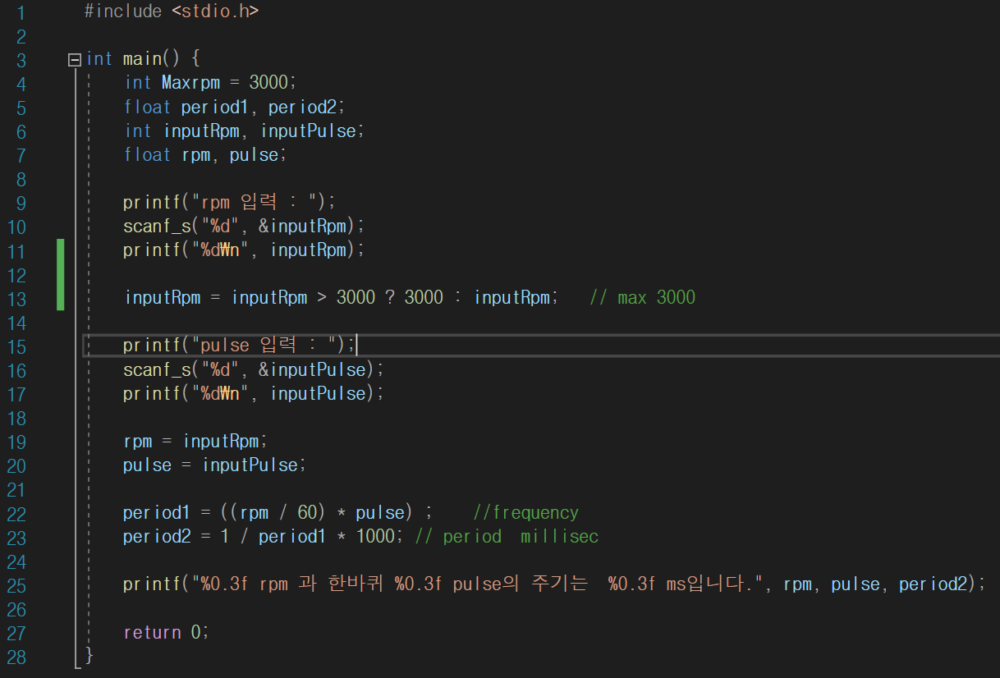 1 #include <stdio.h>
2
3 int main() {
4 int Maxrpm = 3000;
5 float period1, period2;
6 int inputRpm, inputPulse;
7 float rpm, pulse;
8
9 printf("rpm 입력 : ");
10 scanf_s("%d", &inputRpm);
11 printf("%d₩n", inputRpm);
12
13 inputRpm = inputRpm > 3000 ? 3000 : inputRpm; // max 3000
14
15 printf("pulse 입력 : ");
16 scanf_s("%d", &inputPulse);
17 printf("%d₩n", inputPulse);
18
19 rpm = inputRpm;
20 pulse = inputPulse;
21
22 period1 = ((rpm / 60) * pulse) ; //frequency
23 period2 = 1 / period1 * 1000; // period  millisec
24
25 printf("%0.3f rpm 과 한바퀴 %0.3f pulse의 주기는  %0.3f ms입니다.", rpm, pulse, period2);
26
27 return 0;
28 }